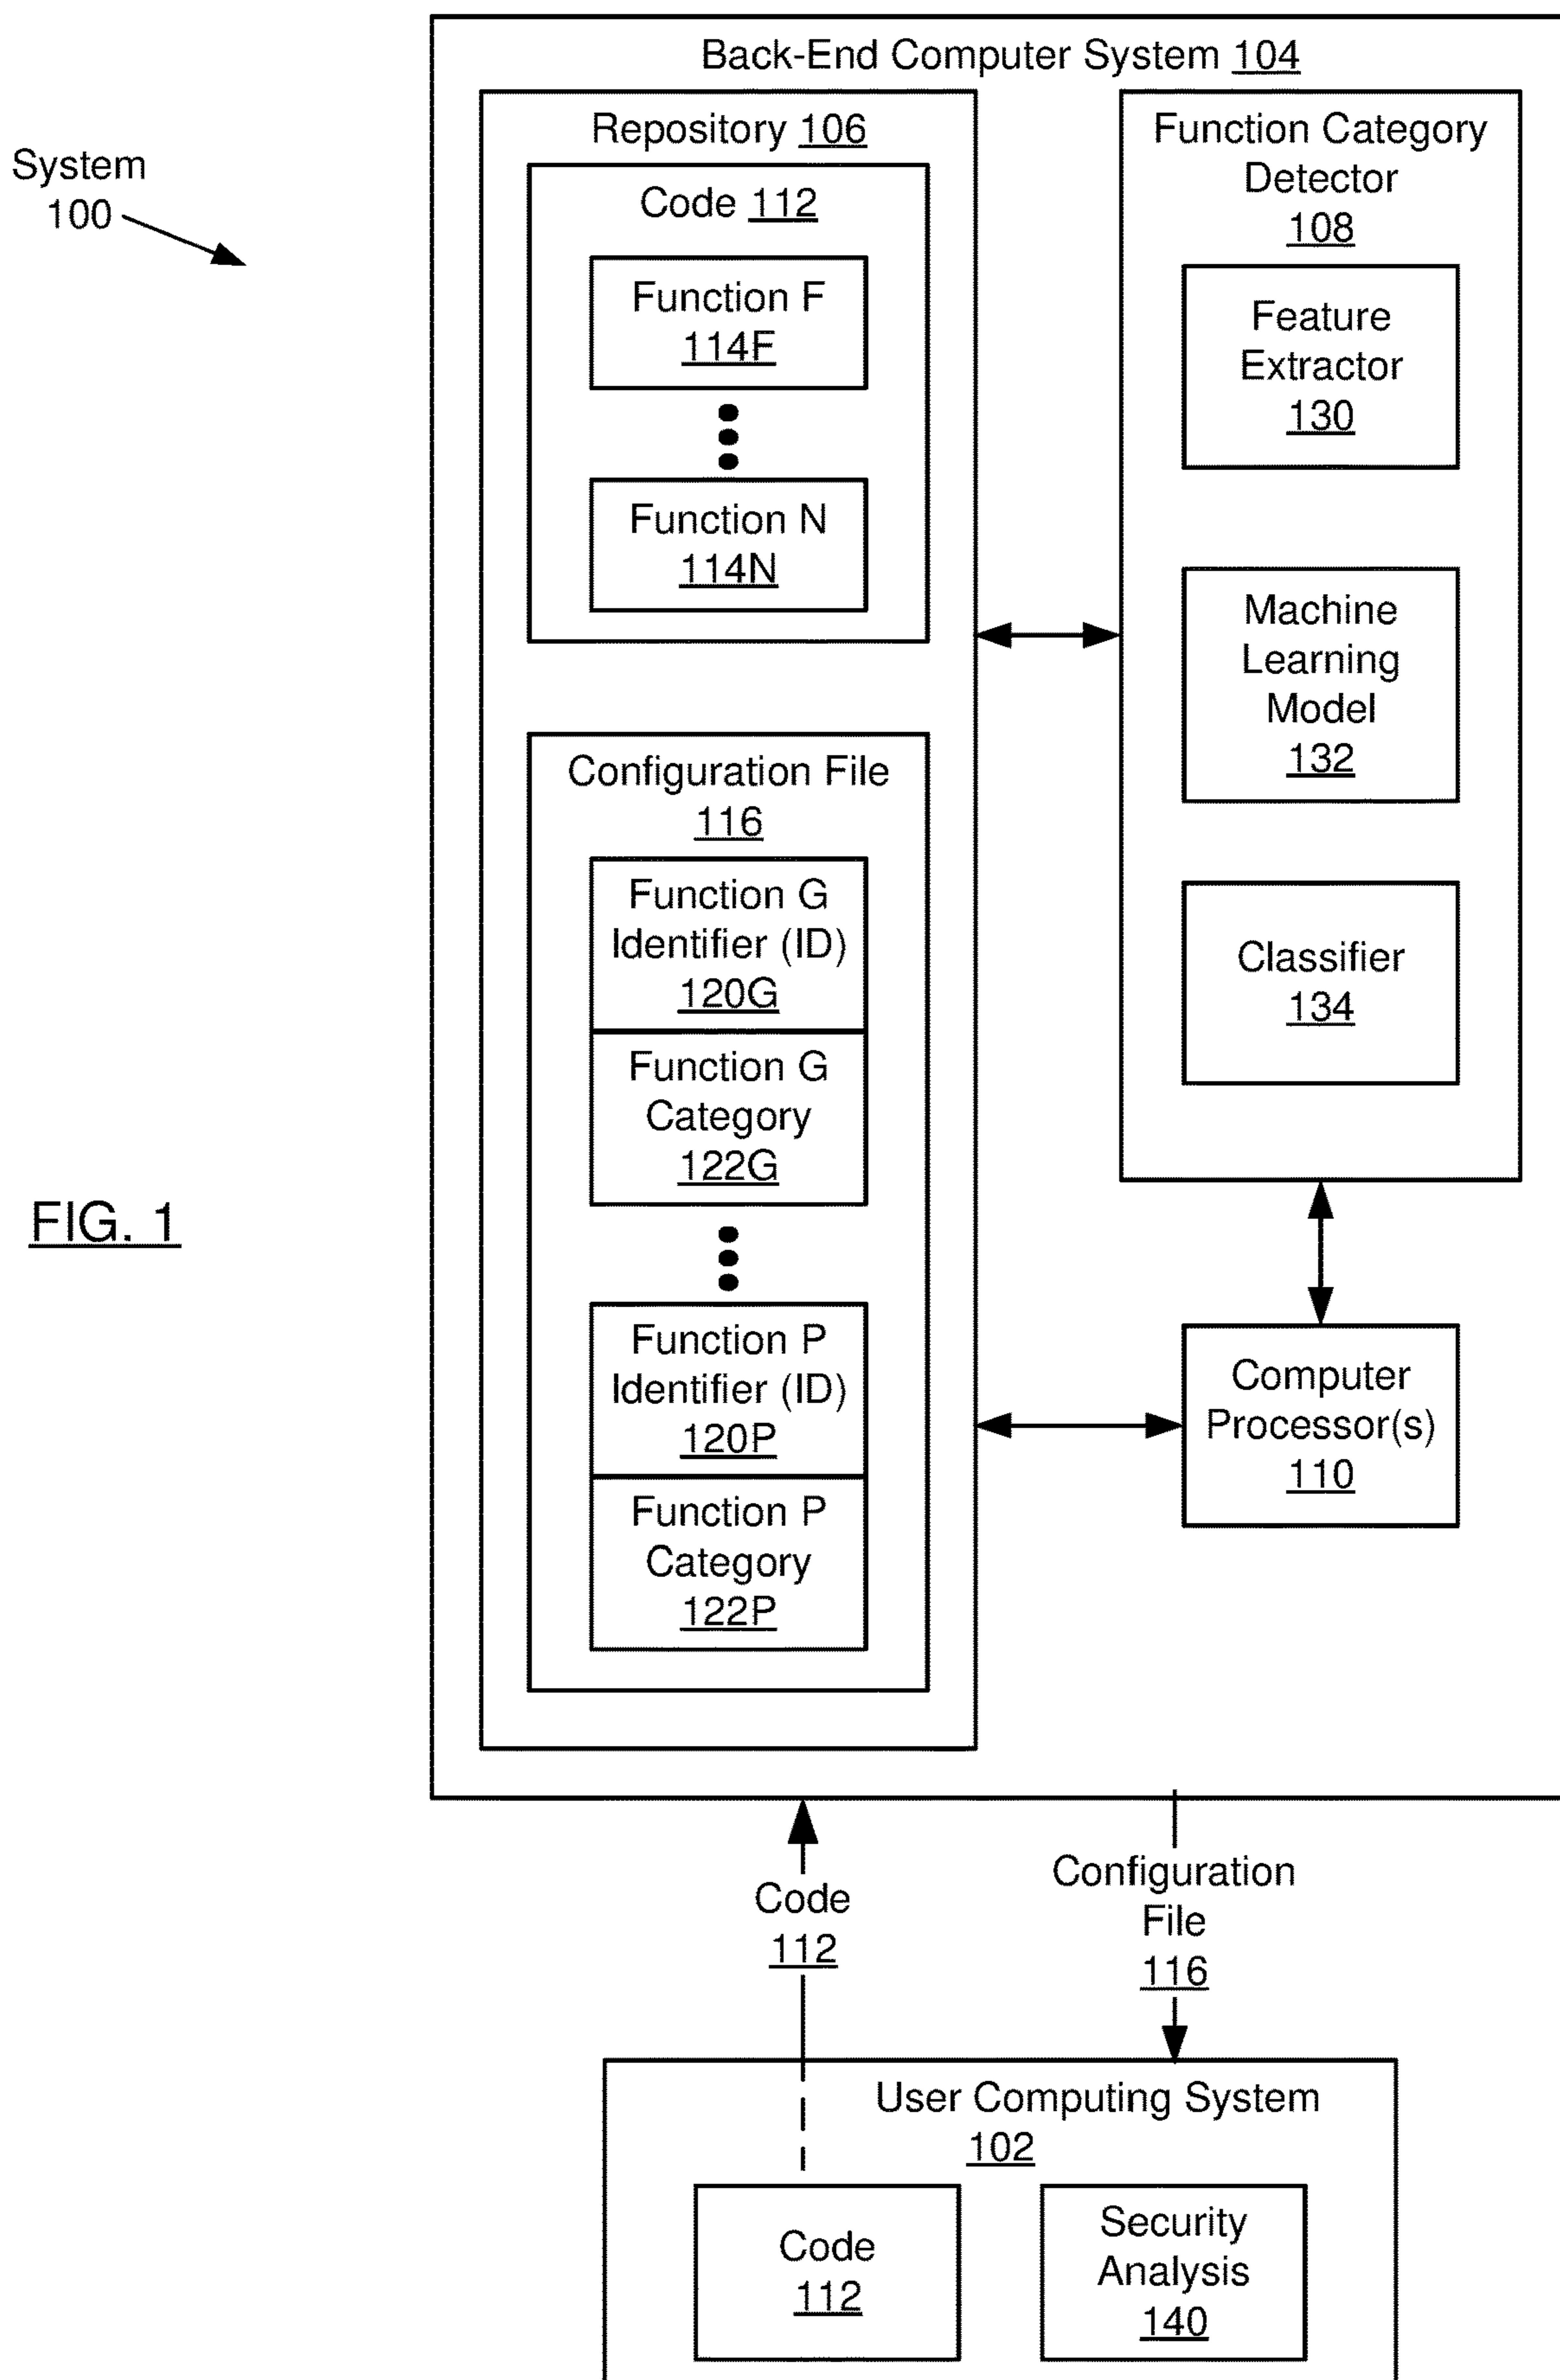 Back-End Computer System 104
System
100
Repository 106
Code 112
Function F
114F
Function N
114N
Configuration File
116
Function G
Identifier (ID)
120G
Function G
Category
122G
Function P
Identifier (ID)
120P
Function P
Category
122P
Function Category
Detector
108
Feature
Extractor
130
Machine
Learning
Model
132
Classifier
134
Computer
Processor(s)
110
FIG. 1
Code
112
Configuration
File
116
User Computing System
102
Code
112
Security
Analysis
140